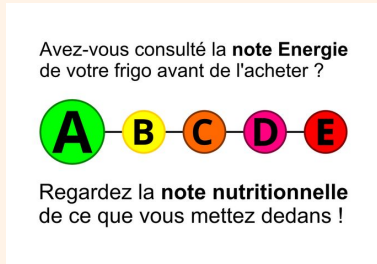 Avez-vous consulté la note Energie
de votre frigo avant de l'acheter ?
A B C D E
Regardez la note nutritionnelle
de ce que vous mettez dedans !